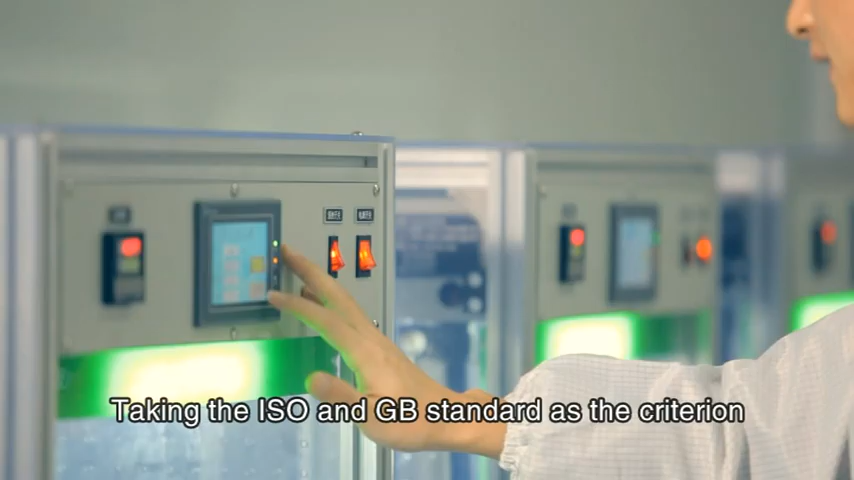 Taking the ISO and GB standard as the criterion